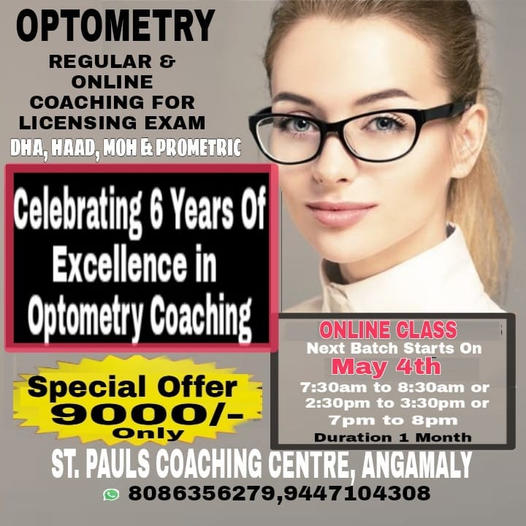 OPTOMETRY
REGULAR &
ONLINE
COACHING FOR
LICENSING EXAM
DHA, HAAD, MOH & PROMETRIC
Celebrating 6 Years Of
Excellence in
Optometry Coaching
ONLINE CLASS
Next Batch Starts On
May 4th
7:30am to 8:30am or
2:30pm to 3:30pm or
7pm to 8pm
Duration 1 Month
Special Offer
9000/-
Only
ST. PAULS COACHING CENTRE, ANGAMALY
8086356279,9447104308